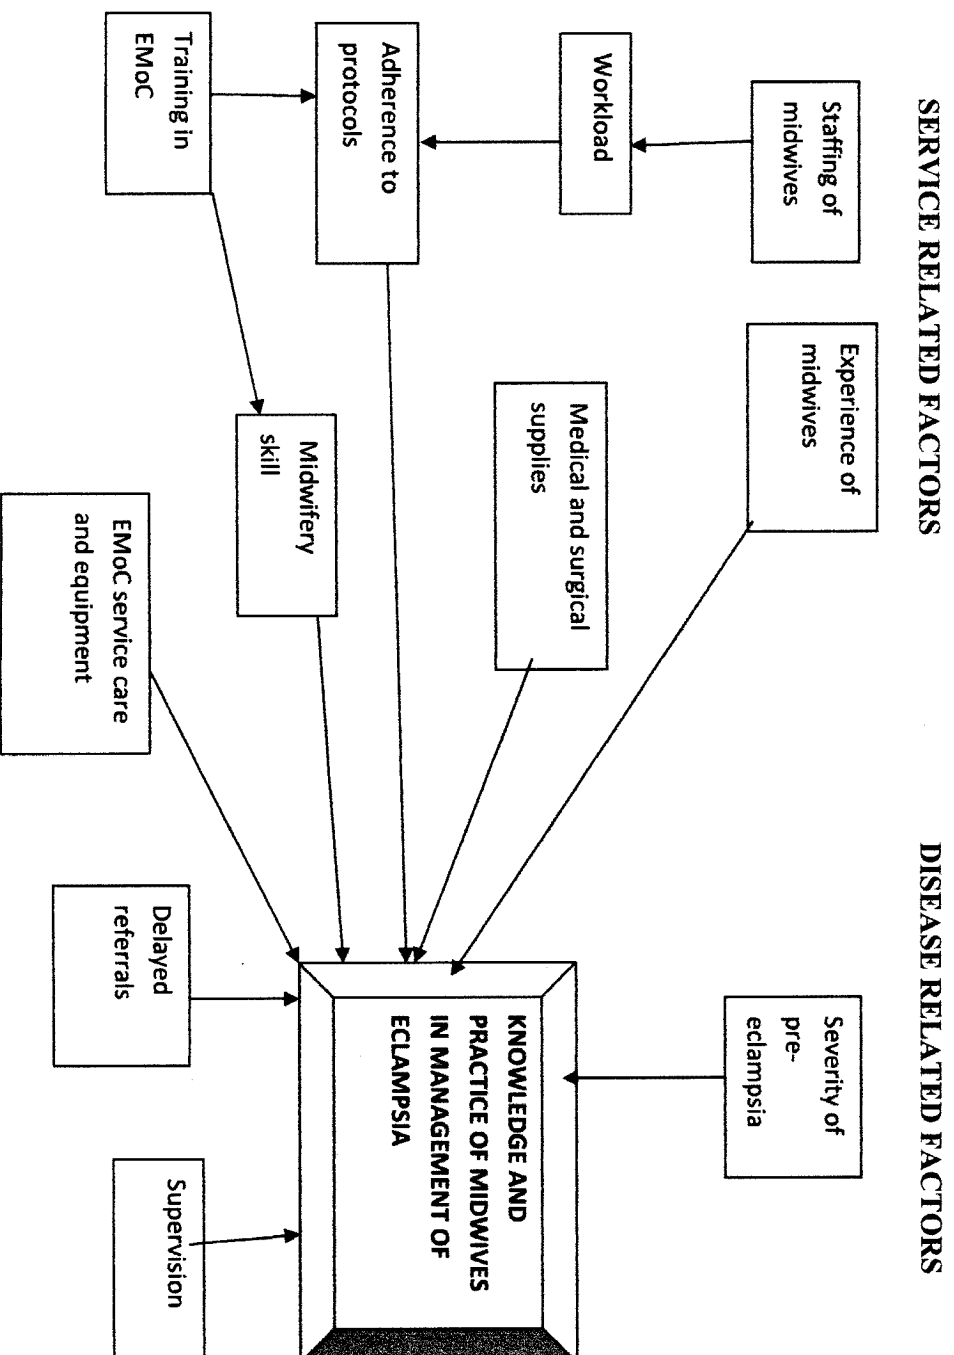 SERVICE RELATED FACTORS
DISEASE RELATED FACTORS
Staffing of
midwives
Experience of
midwives
Severity of
pre-
eclampsia
Workload
Medical and surgical
supplies
Adherence to
protocols
KNOWLEDGE AND
PRACTICE OF MIDWIVES
IN MANAGEMENT OF
ECLAMPSIA
Midwifery
skill
Training in
EMoC
EMoC service care
and equipment
Delayed
referrals
Supervision